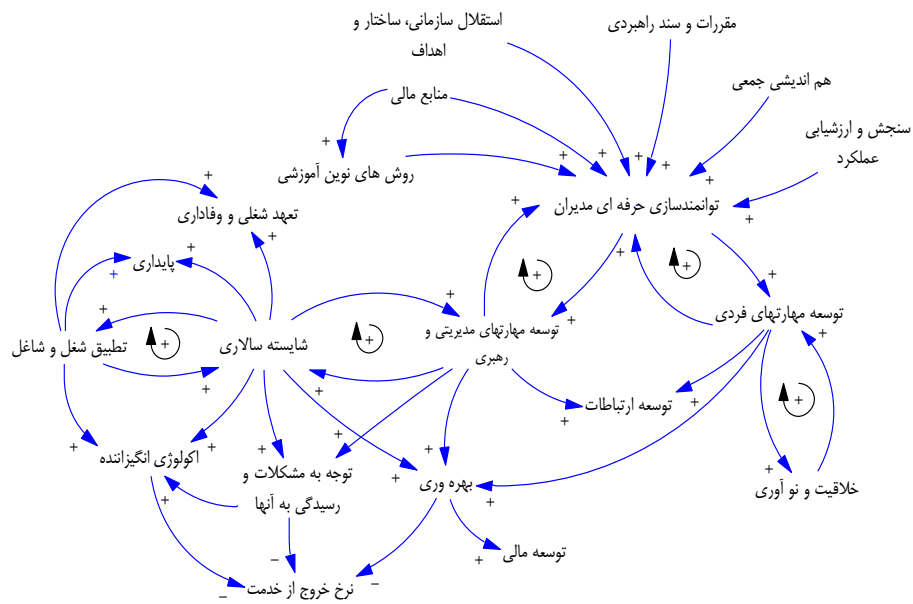 استقلال سازمانی، ساختار و
اهداف
مقررات و سند راهبردی
هم اندیشی جمعی
منابع مالی
سنجش و ارزشیابی
عملکرد
روش های نوین آموزشی
توانمندسازی حرفه ای مدیران
تعهد شغلی و وفاداری
پایداری
توسعه مهارتهای فردی
توسعه مهارتهای مدیریتی و
رهبری
شایسته سالاری
تطبیق شغل و شاغل
توسعه ارتباطات
اکولوژی انگیزاننده
توجه به مشکلات و
رسیدگی به آنها
بهره وری
خلاقیت و نو آوری
توسعه مالی
نرخ خروج از خدمت